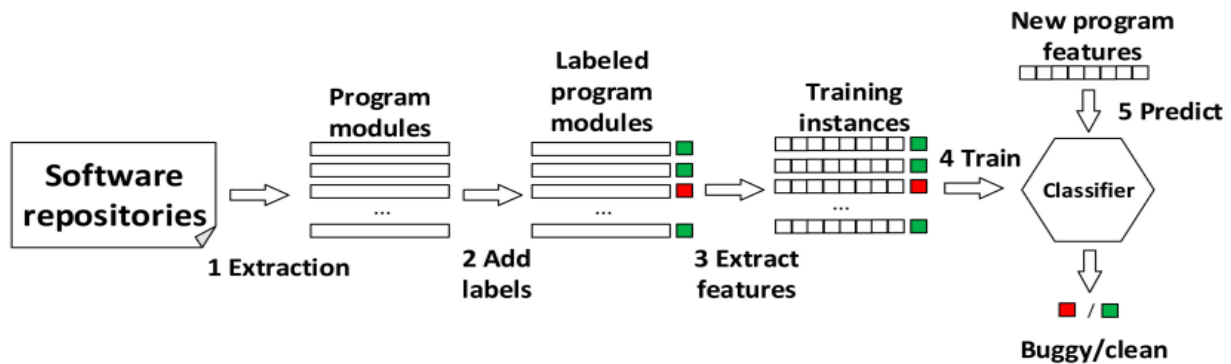 Software
repositories
1 Extraction
Program
modules
...
2 Add
labels
Labeled
program
modules
...
3 Extract
features
Training
instances
...
4 Train
New program
features
5 Predict
Classifier
/
Buggy/clean